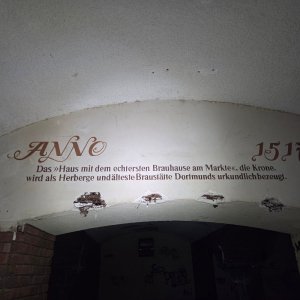 ANNO 151
Das »Haus mit dem echtersten Brauhause am Markte«, die Krone,
wird als Herberge und älteste Braustätte Dortmunds urkundlich bezeugt.